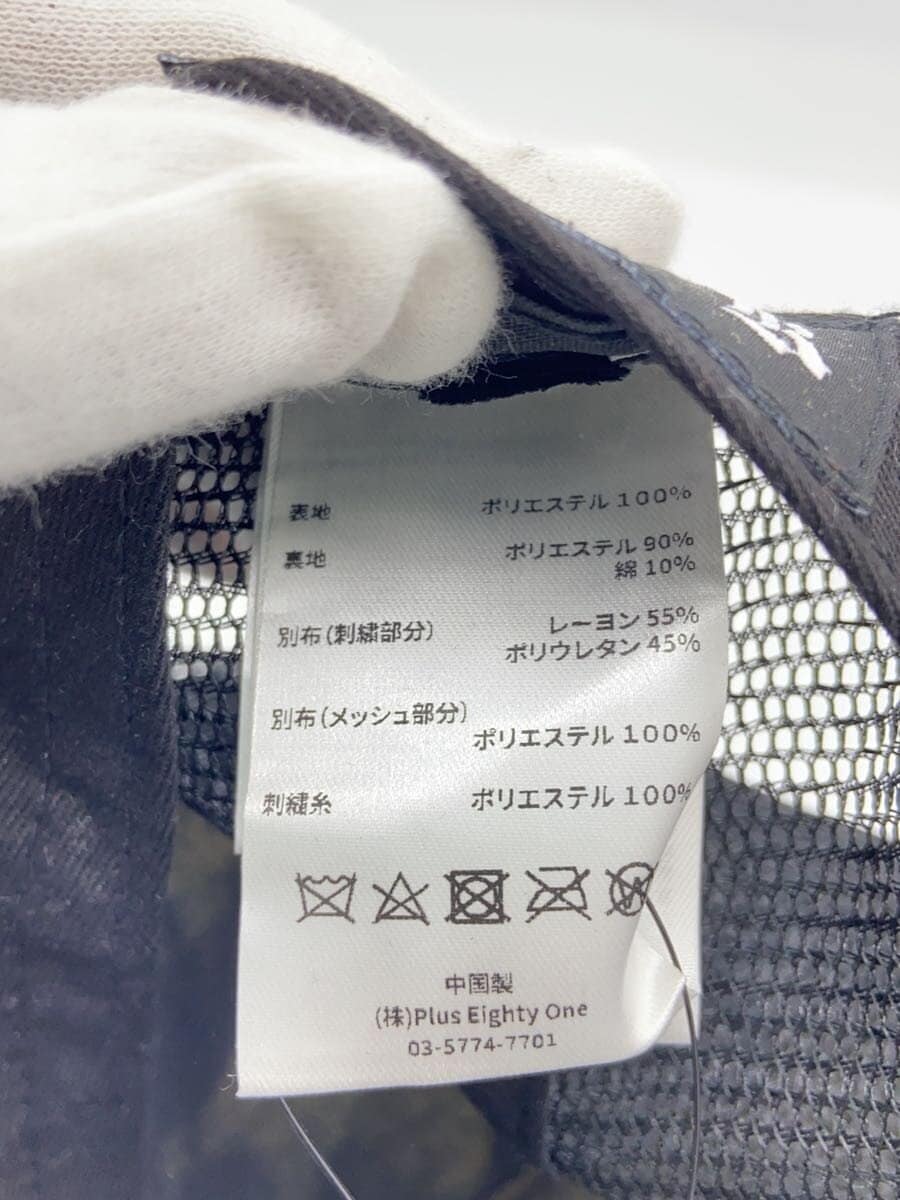 表地 ポリエステル 100%
裏地 ポリエステル 90%
綿 10%
別布(刺繍部分) レーヨン 55%
ポリウレタン 45%
別布(メッシュ部分)
ポリエステル 100%
刺繍糸 ポリエステル 100%
中国製
(株)Plus Eighty One
03-5774-7701